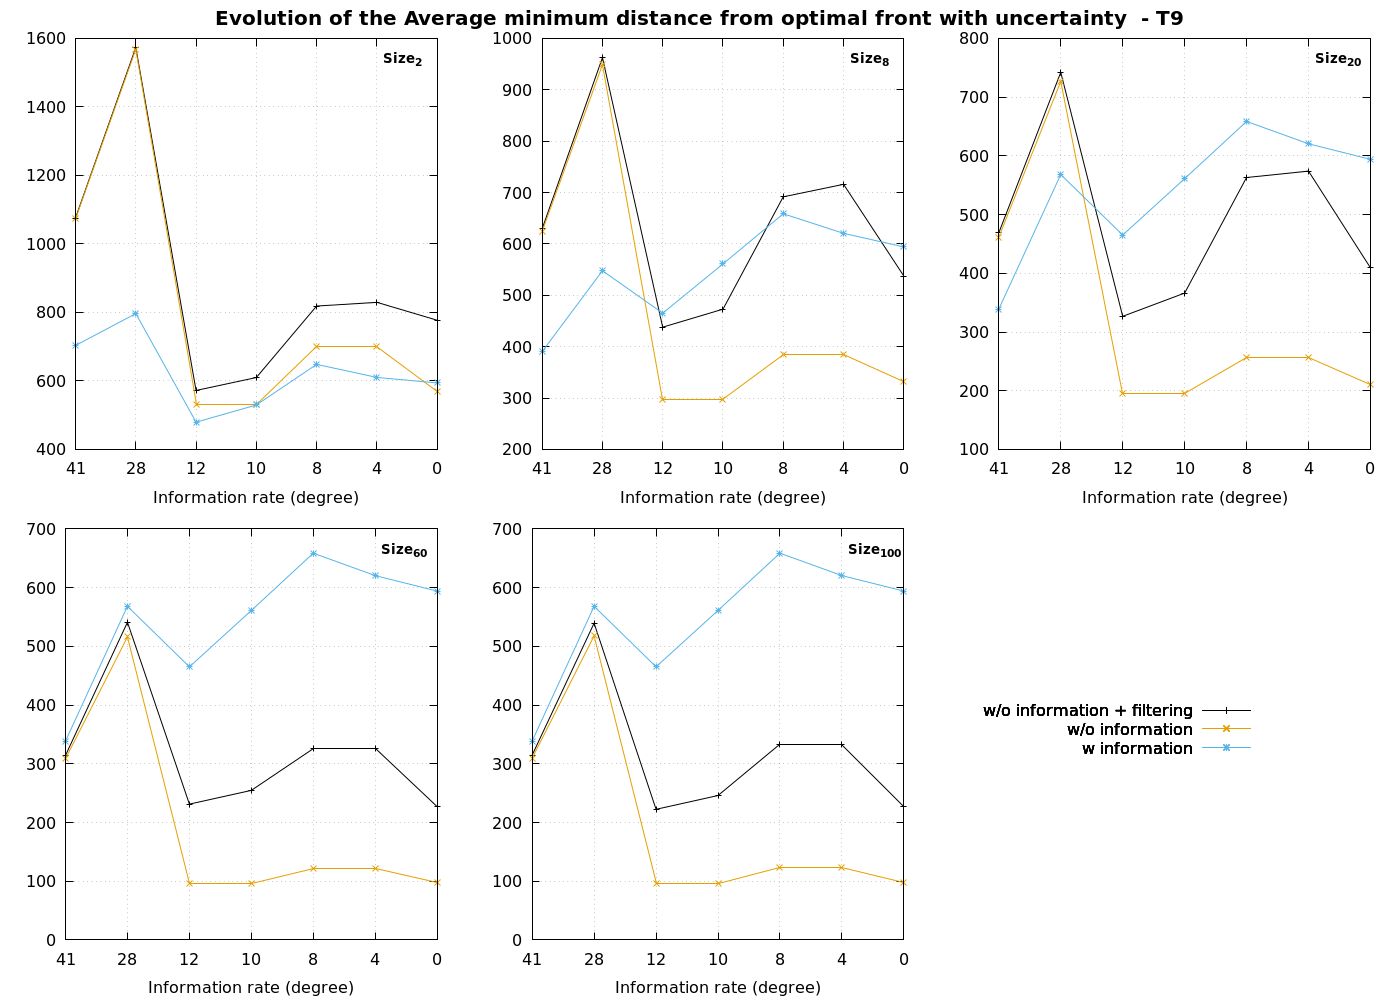 Evolution of the Average minimum distance from optimal front with uncertainty - T9
1600
1400
1200
1000
800
600
400
Size2
41 28 12 10 8 4 0
Information rate (degree)
1000
900
800
700
600
500
400
300
200
Size8
41 28 12 10 8 4 0
Information rate (degree)
800
700
600
500
400
300
200
100
Size20
41 28 12 10 8 4 0
Information rate (degree)
700
600
500
400
300
200
100
0
Size60
41 28 12 10 8 4 0
Information rate (degree)
700
600
500
400
300
200
100
0
Size100
41 28 12 10 8 4 0
Information rate (degree)
w/o information + filtering
w/o information
w information